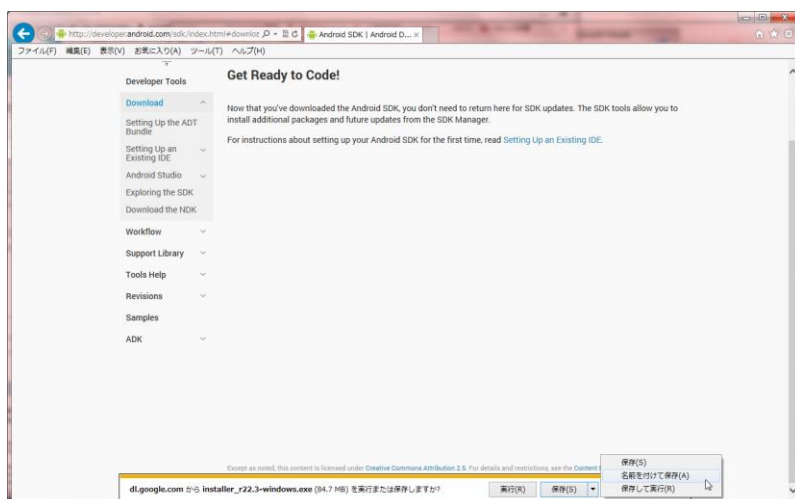 http://developer.android.com/sdk/index.html#downloa
Android SDK | Android D...
ファイル(F) 編集(E) 表示(V) お気に入り(A) ツール(T) ヘルプ(H)
Developer Tools
Download
Setting Up the ADT
Bundle
Setting Up an
Existing IDE
Android Studio
Exploring the SDK
Download the NDK
Workflow
Support Library
Tools Help
Revisions
Samples
ADK
Get Ready to Code!
Now that you've downloaded the Android SDK, you don't need to return here for SDK updates. The SDK tools allow you to
install additional packages and future updates from the SDK Manager.
For instructions about setting up your Android SDK for the first time, read Setting Up an Existing IDE.
Except as noted, this content is licensed under Creative Commons Attribution 2.5. For details and restrictions, see the Content
保存(S)
名前を付けて保存(A)
保存して実行(R)
dl.google.com から installer_r22.3-windows.exe (84.7 MB) を実行または保存しますか?
実行(R) 保存(S)